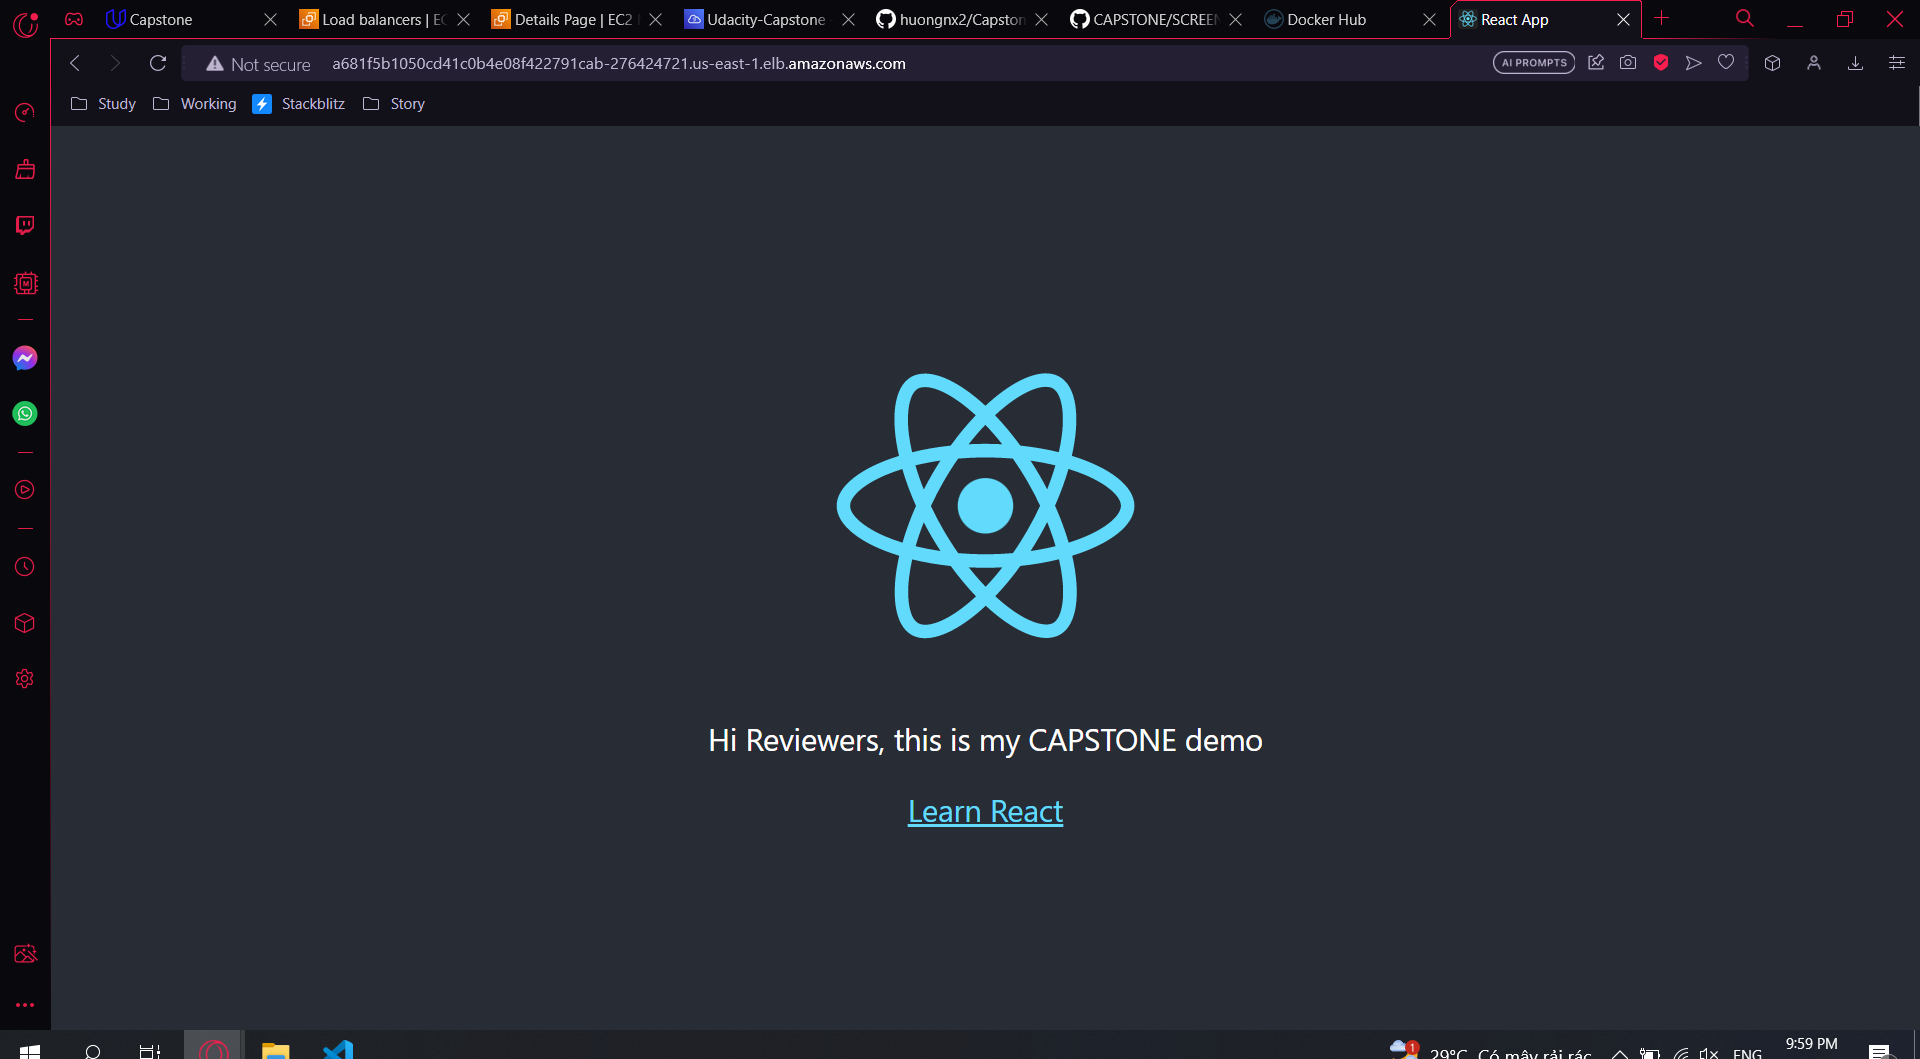 Capstone
Load balancers | EC
Details Page | EC2
Udacity-Capstone
huongnx2/Capston
CAPSTONE/SCREEN
Docker Hub
React App
Not secure
a681f5b1050cd41c0b4e08f422791cab-276424721.us-east-1.elb.amazonaws.com
AI PROMPTS
Study
Working
Stackblitz
Story
M
Hi Reviewers, this is my CAPSTONE demo
Learn React
1
29°C Có mây rải rác
ENG
9:59 PM